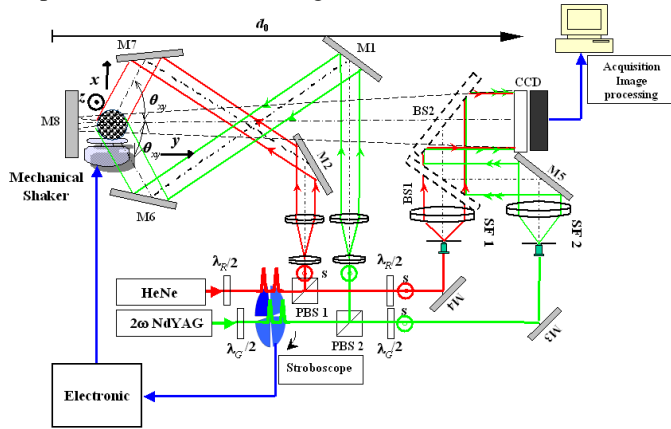 d₀
M7
M1
x
z
θxy
M8
y
θxy
Mechanical
Shaker
M6
M2
BS2
CCD
Acquisition
Image
processing
M5
BS1
SF 1
SF 2
HeNe
λR/2
PBS 1
s
λR/2
s
M4
2ω NdYAG
λG/2
PBS 2
s
λG/2
s
M3
Stroboscope
Electronic